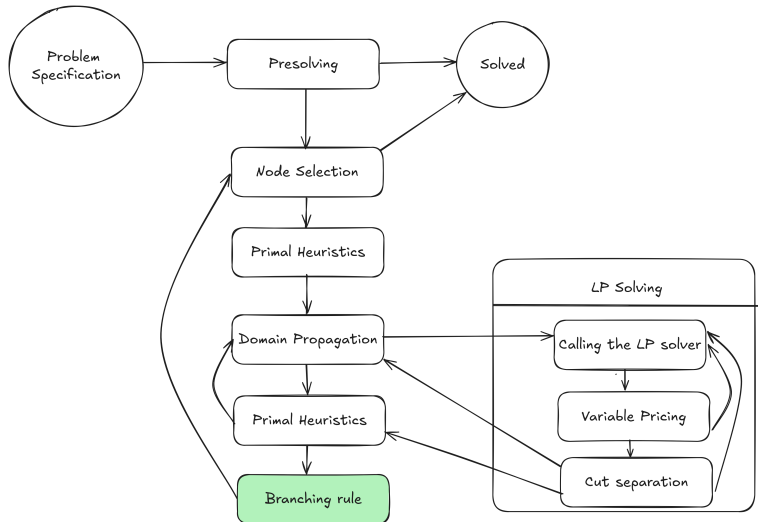 Problem
Specification
Presolving
Solved
Node Selection
Primal Heuristics
LP Solving
Domain Propagation
Calling the LP solver
Primal Heuristics
Variable Pricing
Cut separation
Branching rule